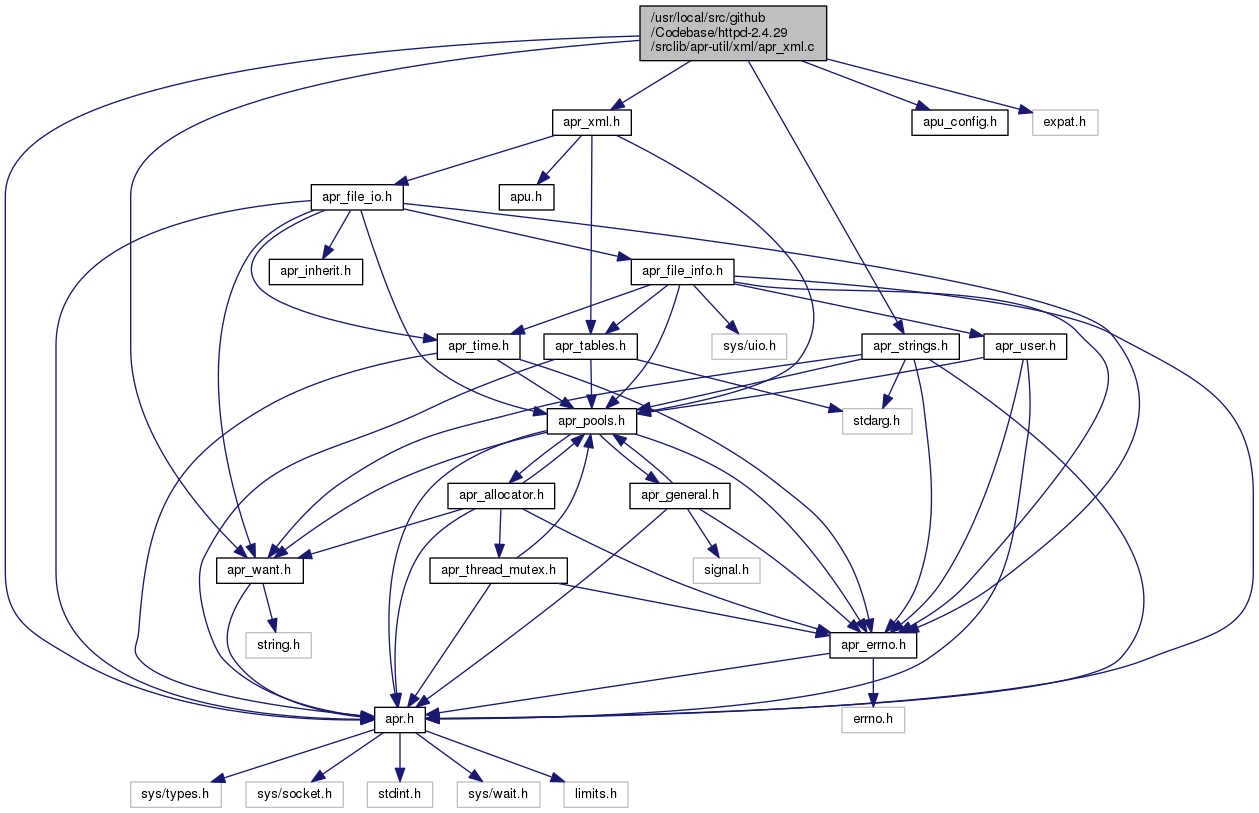 /usr/local/src/github
/Codebase/httpd-2.4.29
/srclib/apr-util/xml/apr_xml.c
apr_xml.h
apu_config.h
expat.h
apr_file_io.h
apu.h
apr_inherit.h
apr_file_info.h
apr_time.h
apr_tables.h
sys/uio.h
apr_strings.h
apr_user.h
apr_pools.h
stdarg.h
apr_allocator.h
apr_general.h
apr_want.h
apr_thread_mutex.h
signal.h
string.h
apr_errno.h
apr.h
errno.h
sys/types.h
sys/socket.h
stdint.h
sys/wait.h
limits.h